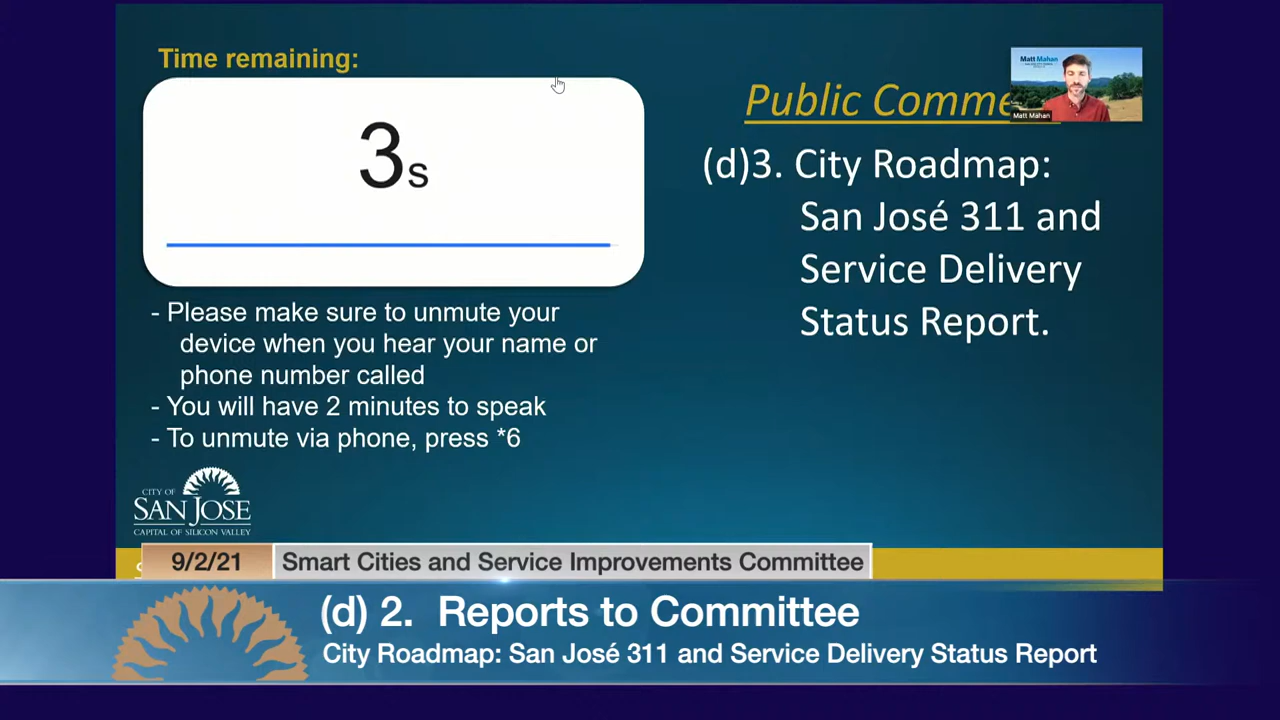 Time remaining:
3s
- Please make sure to unmute your
device when you hear your name or
phone number called
- You will have 2 minutes to speak
- To unmute via phone, press *6
CITY OF
SAN JOSE
CAPITAL OF SILICON VALLEY
Public Comme
Matt Mahan
Matt Mahan
(d)3. City Roadmap:
San José 311 and
Service Delivery
Status Report.
9/2/21
Smart Cities and Service Improvements Committee
(d) 2. Reports to Committee
City Roadmap: San José 311 and Service Delivery Status Report